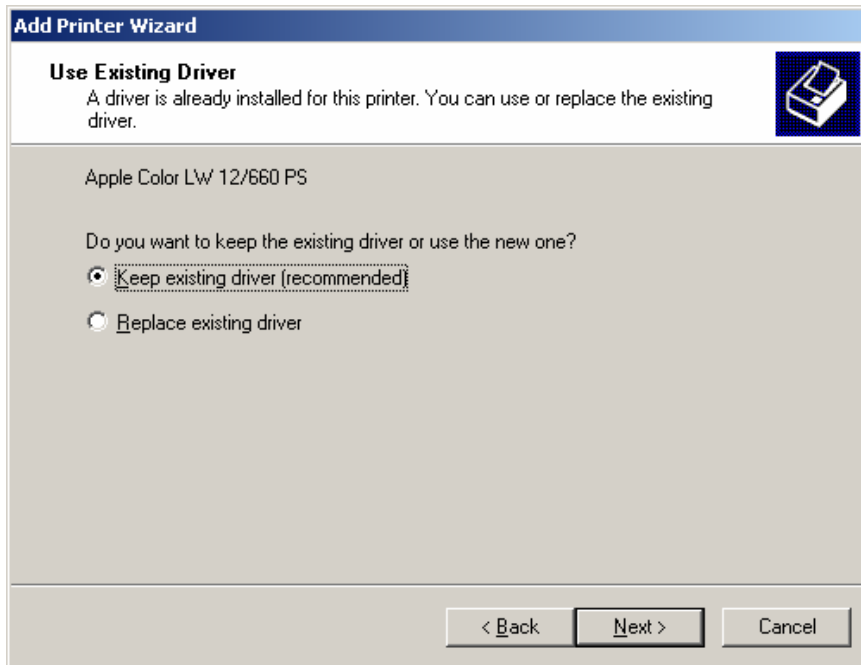 Add Printer Wizard
Use Existing Driver
A driver is already installed for this printer. You can use or replace the existing
driver.
Apple Color LW 12/660 PS
Do you want to keep the existing driver or use the new one?
Keep existing driver (recommended)
Replace existing driver
< Back Next > Cancel